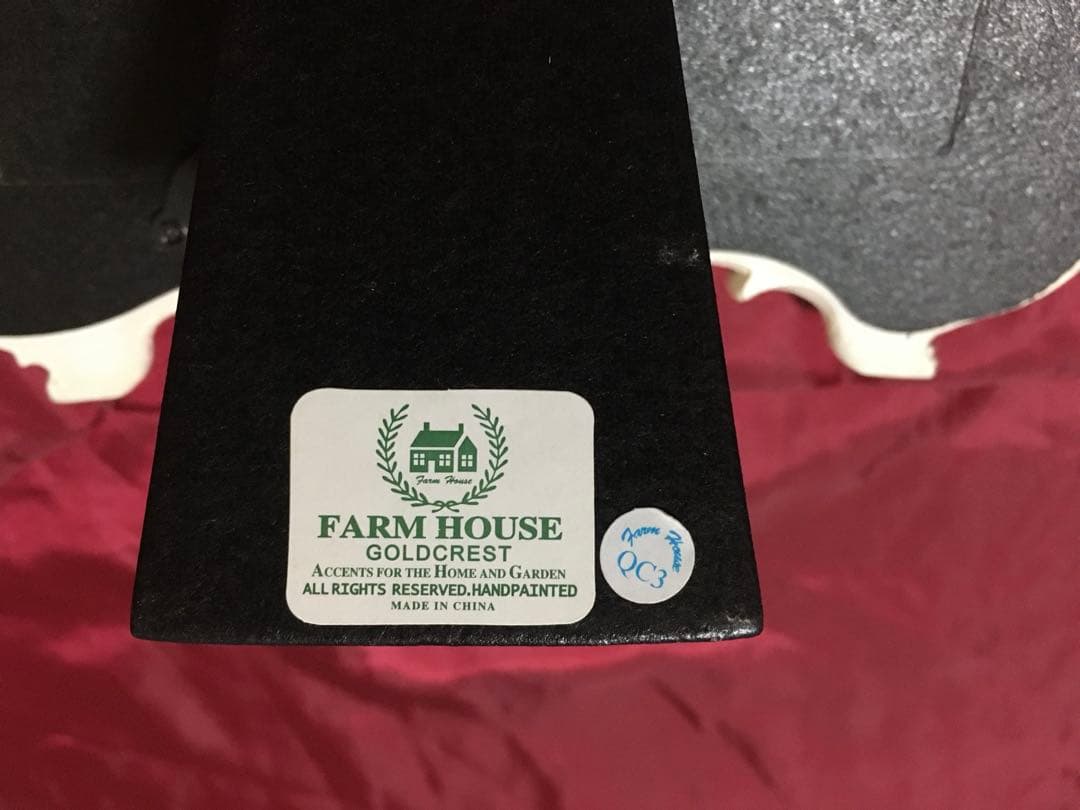 Farm House
FARM HOUSE
GOLDCREST
ACCENTS FOR THE HOME AND GARDEN
ALL RIGHTS RESERVED.HANDPAINTED
MADE IN CHINA
Farm House
QC3